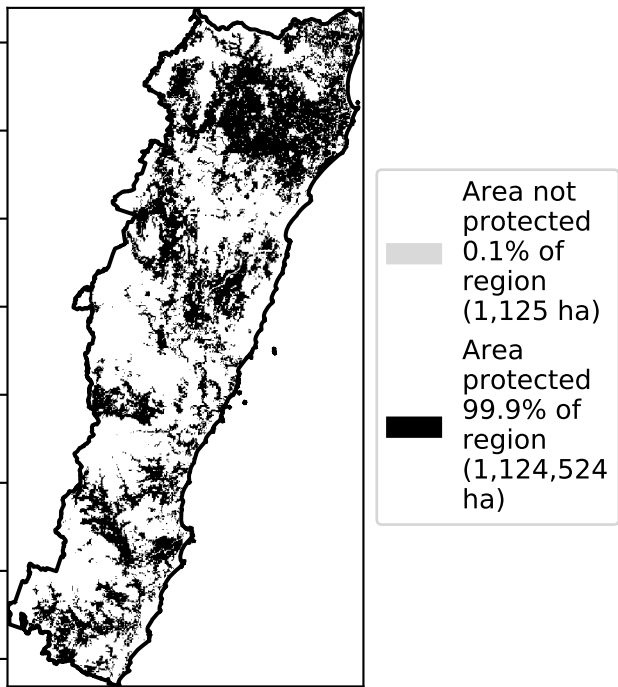 Area not
protected
0.1% of
region
(1,125 ha)
Area
protected
99.9% of
region
(1,124,524
ha)